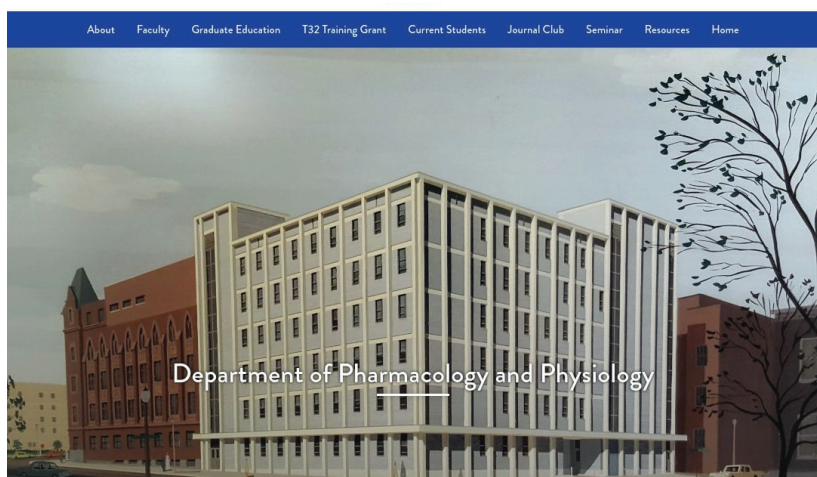 About Faculty Graduate Education T32 Training Grant Current Students Journal Club Seminar Resources Home
Department of Pharmacology and Physiology